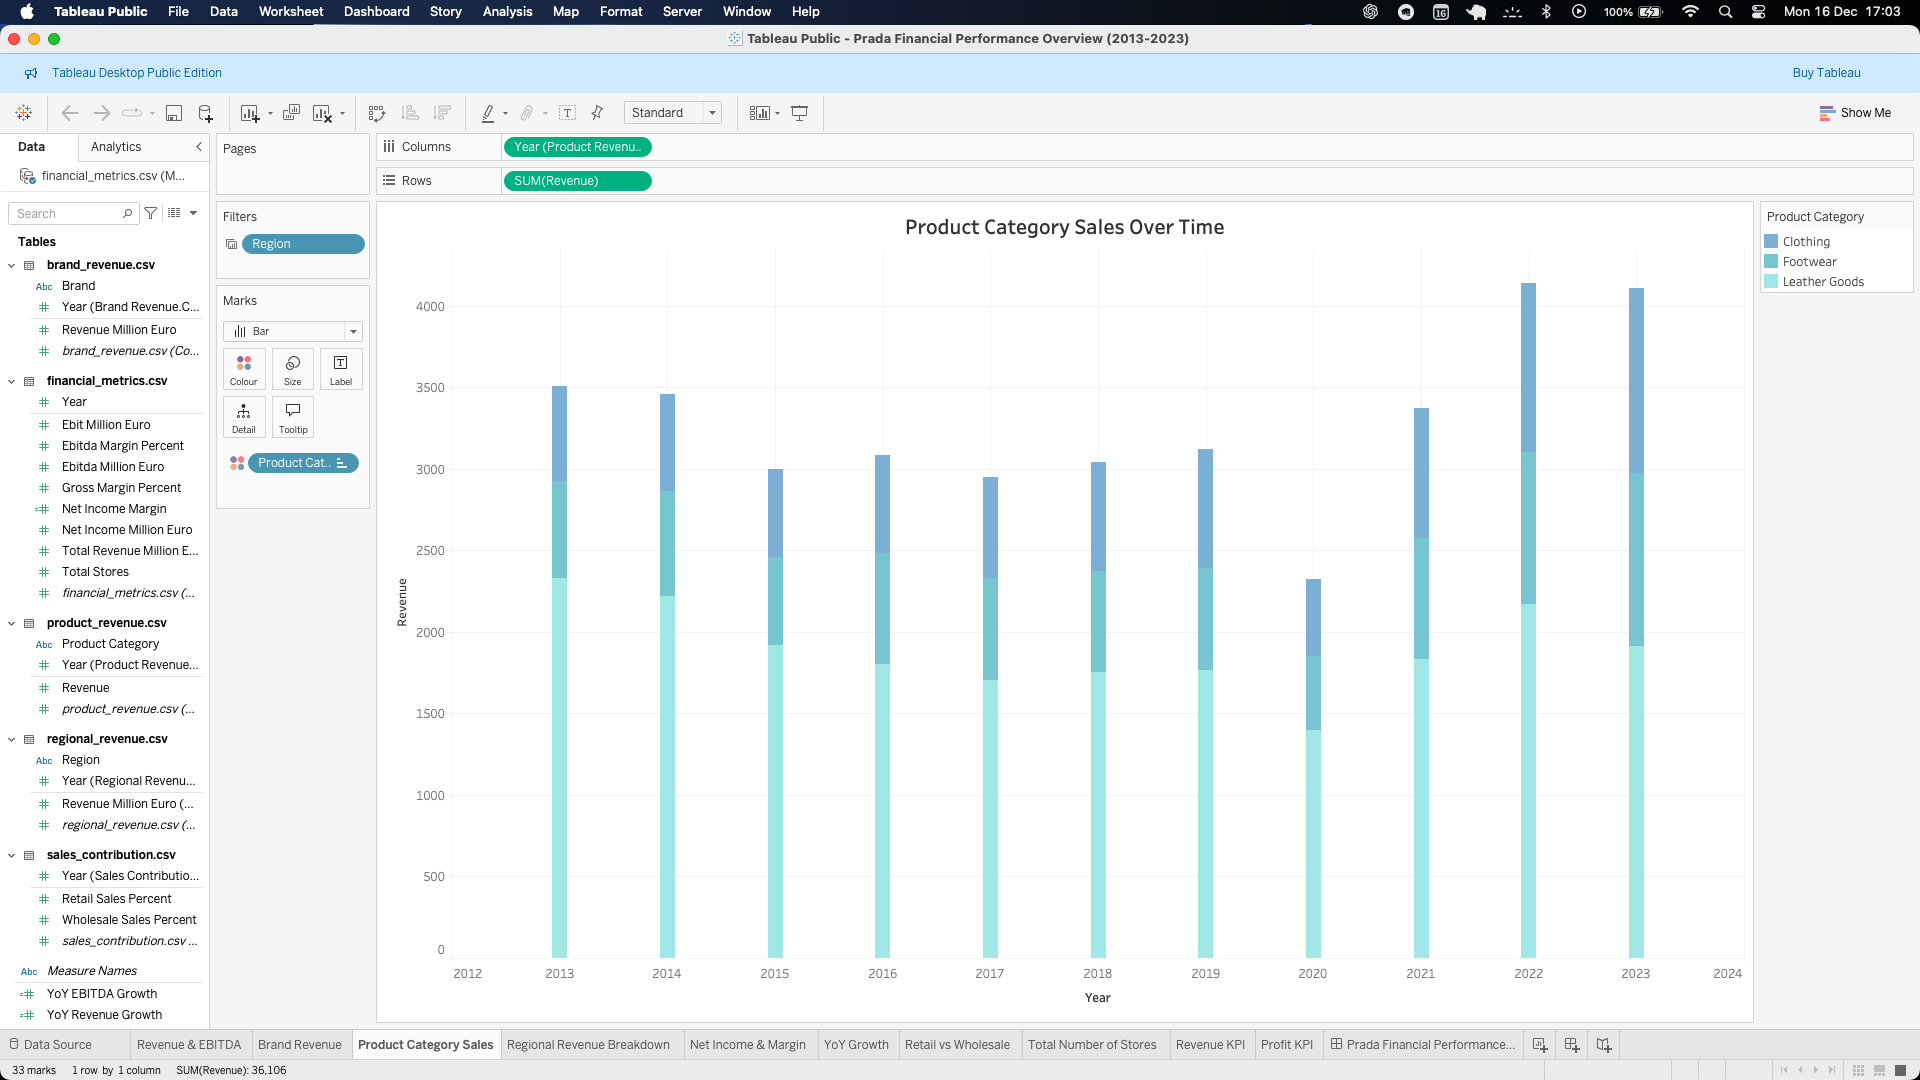 Tableau Public File Data Worksheet Dashboard Story Analysis Map Format Server Window Help 16 100% Mon 16 Dec 17:03
Tableau Public - Prada Financial Performance Overview (2013-2023)
Tableau Desktop Public Edition Buy Tableau
Standard Show Me
Data Analytics
financial_metrics.csv (M...
Search
Tables
brand_revenue.csv
Abc Brand
Year (Brand Revenue.C...
Revenue Million Euro
brand_revenue.csv (Co...
financial_metrics.csv
Year
Ebit Million Euro
Ebitda Margin Percent
Ebitda Million Euro
Gross Margin Percent
Net Income Margin
Net Income Million Euro
Total Revenue Million E...
Total Stores
financial_metrics.csv (...
product_revenue.csv
Abc Product Category
Year (Product Revenue...
Revenue
product_revenue.csv (...
regional_revenue.csv
Abc Region
Year (Regional Revenu...
Revenue Million Euro (...
regional_revenue.csv (...
sales_contribution.csv
Year (Sales Contributio...
Retail Sales Percent
Wholesale Sales Percent
sales_contribution.csv ...
Abc Measure Names
YoY EBITDA Growth
YoY Revenue Growth
Pages
Filters
Region
Marks
Bar
Colour Size Label
Detail Tooltip
Product Cat..
Columns Year (Product Revenu..
Rows SUM(Revenue)
Product Category Sales Over Time
Revenue
4000
3500
3000
2500
2000
1500
1000
500
0
2012 2013 2014 2015 2016 2017 2018 2019 2020 2021 2022 2023 2024
Year
Product Category
Clothing
Footwear
Leather Goods
Data Source Revenue & EBITDA Brand Revenue Product Category Sales Regional Revenue Breakdown Net Income & Margin YoY Growth Retail vs Wholesale Total Number of Stores Revenue KPI Profit KPI Prada Financial Performance...
33 marks 1 row by 1 column SUM(Revenue): 36,106